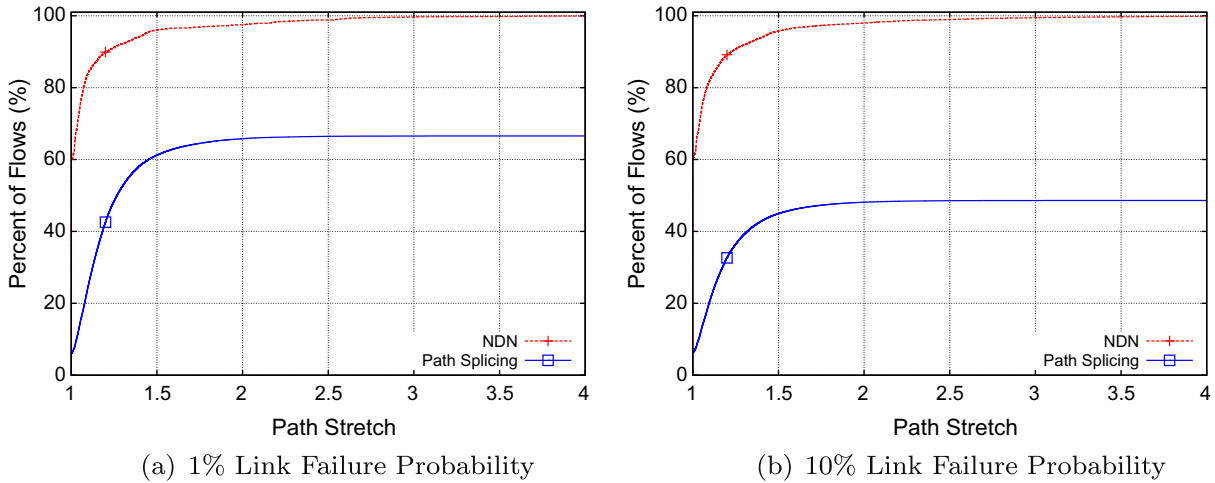 100
80
60
40
20
0
Percent of Flows (%)
1
1.5
2
2.5
3
3.5
4
Path Stretch
NDN
Path Splicing
(a) 1% Link Failure Probability
100
80
60
40
20
0
Percent of Flows (%)
1
1.5
2
2.5
3
3.5
4
Path Stretch
NDN
Path Splicing
(b) 10% Link Failure Probability